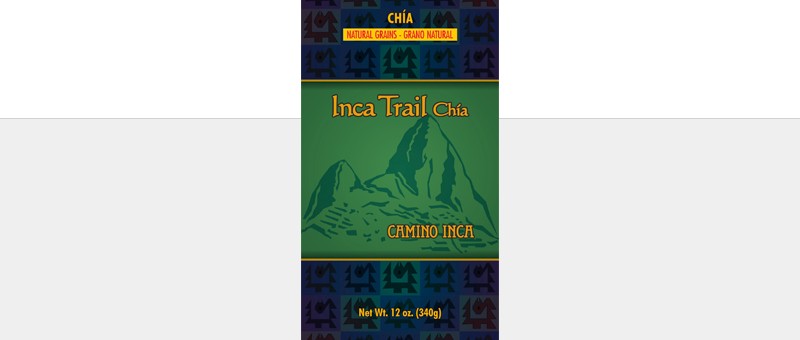 CHÍA
NATURAL GRAINS - GRANO NATURAL
Inca Trail Chía
CAMINO INCA
Net Wt. 12 oz. (340g)